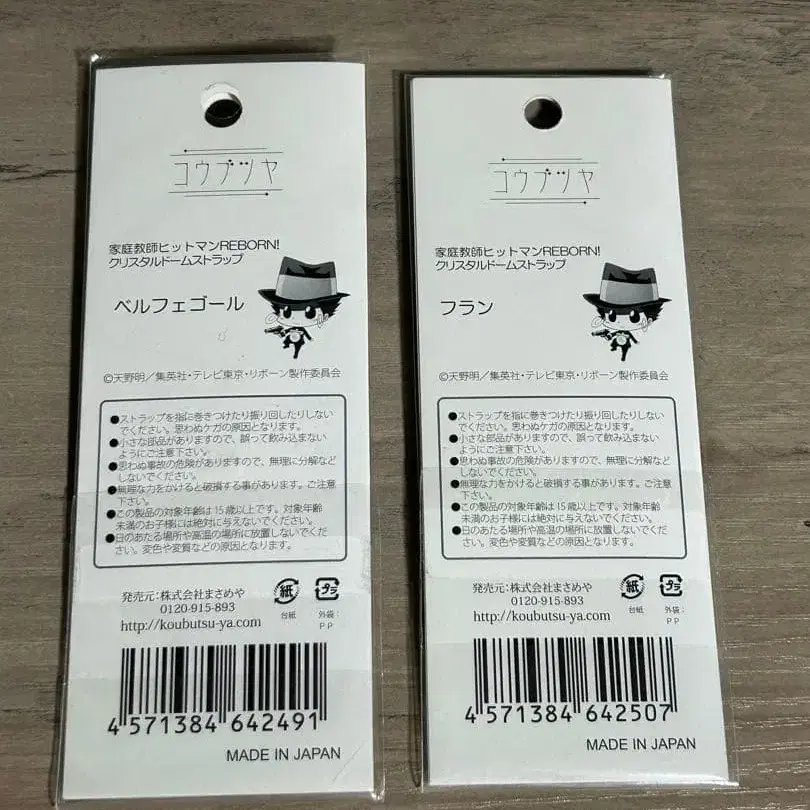 コウブツヤ
家庭教師ヒットマンREBORN!
クリスタルドームストラップ
ベルフェゴール
©天野明／集英社・テレビ東京・リボーン製作委員会
●ストラップを指に巻きつけたり振り回したりしない
でください。思わぬケガの原因となります。
●小さな部品がありますので、誤って飲み込まない
ようにご注意下さい。
●思わぬ事故の危険がありますので、無理に分解など
しないでください。
●無理な力をかけると破損する事があります。ご注意
下さい。
●この製品の対象年齢は15歳以上です。対象年齢
未満のお子様には絶対に与えないでください。
●日のあたる場所や高温の場所に放置しないでくだ
さい。変色や変質などの原因となります。
発売元：株式会社まさめや
0120-915-893
http://koubutsu-ya.com
紙
台紙
プラ
外袋：
PP
4 571384 642491
MADE IN JAPAN
コウブツヤ
家庭教師ヒットマンREBORN!
クリスタルドームストラップ
フラン
©天野明／集英社・テレビ東京・リボーン製作委員会
●ストラップを指に巻きつけたり振り回したりしない
でください。思わぬケガの原因となります。
●小さな部品がありますので、誤って飲み込まない
ようにご注意下さい。
●思わぬ事故の危険がありますので、無理に分解など
しないでください。
●無理な力をかけると破損する事があります。ご注意
下さい。
●この製品の対象年齢は15歳以上です。対象年齢
未満のお子様には絶対に与えないでください。
●日のあたる場所や高温の場所に放置しないでくだ
さい。変色や変質などの原因となります。
発売元：株式会社まさめや
0120-915-893
http://koubutsu-ya.com
紙
台紙
プラ
外袋：
PP
4 571384 642507
MADE IN JAPAN